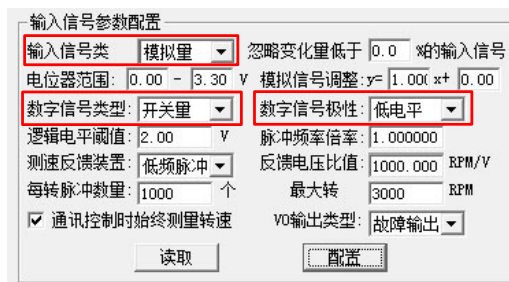 输入信号参数配置
输入信号类 模拟量 忽略变化量低于 0.0 %的输入信号
电位器范围: 0.00 - 3.30 V 模拟信号调整:y= 1.00( x+ 0.00
数字信号类型: 开关量 数字信号极性: 低电平
逻辑电平阈值: 2.00 V 脉冲频率倍率: 1.000000
测速反馈装置: 低频脉冲 反馈电压比值: 1000.000 RPM/V
每转脉冲数量: 1000 个 最大转 3000 RPM
通讯控制时始终测量转速 VO输出类型: 故障输出
读取 配置